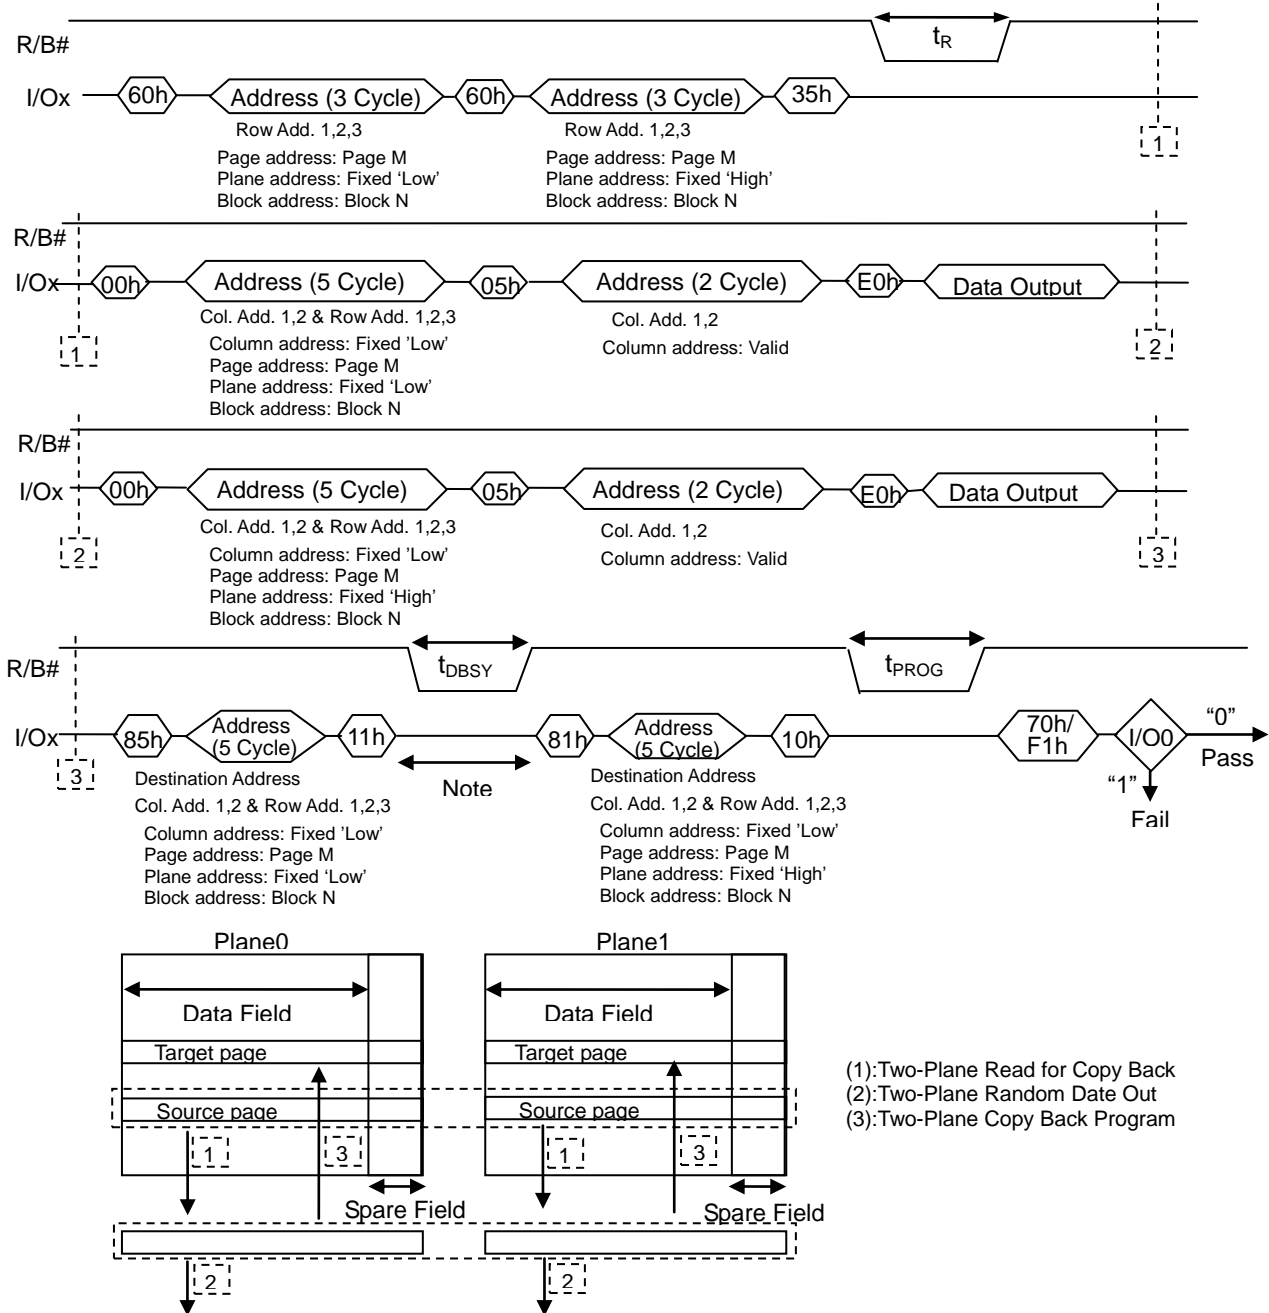 R/B#
tR
I/Ox 60h Address (3 Cycle) 60h Address (3 Cycle) 35h
Row Add. 1,2,3 Row Add. 1,2,3
1
Page address: Page M Page address: Page M
Plane address: Fixed ‘Low’ Plane address: Fixed ‘High’
Block address: Block N Block address: Block N
R/B#
I/Ox 00h Address (5 Cycle) 05h Address (2 Cycle) E0h Data Output
Col. Add. 1,2 & Row Add. 1,2,3 Col. Add. 1,2
1 Column address: Fixed ’Low’ Column address: Valid 2
Page address: Page M
Plane address: Fixed ‘Low’
Block address: Block N
R/B#
I/Ox 00h Address (5 Cycle) 05h Address (2 Cycle) E0h Data Output
Col. Add. 1,2 & Row Add. 1,2,3 Col. Add. 1,2
2 Column address: Fixed ’Low’ Column address: Valid 3
Page address: Page M
Plane address: Fixed ‘High’
Block address: Block N
R/B#
tDBSY tPROG
I/Ox 85h Address (5 Cycle) 11h 81h Address (5 Cycle) 10h 70h/ F1h I/O0 “0” Pass
3 Destination Address Note Destination Address “1” Fail
Col. Add. 1,2 & Row Add. 1,2,3 Col. Add. 1,2 & Row Add. 1,2,3
Column address: Fixed ’Low’ Column address: Fixed ’Low’
Page address: Page M Page address: Page M
Plane address: Fixed ‘Low’ Plane address: Fixed ‘High’
Block address: Block N Block address: Block N
Plane0 Plane1
Data Field Data Field
Target page Target page
Source page Source page
1 3 1 3
Spare Field Spare Field
2 2
(1):Two-Plane Read for Copy Back
(2):Two-Plane Random Date Out
(3):Two-Plane Copy Back Program